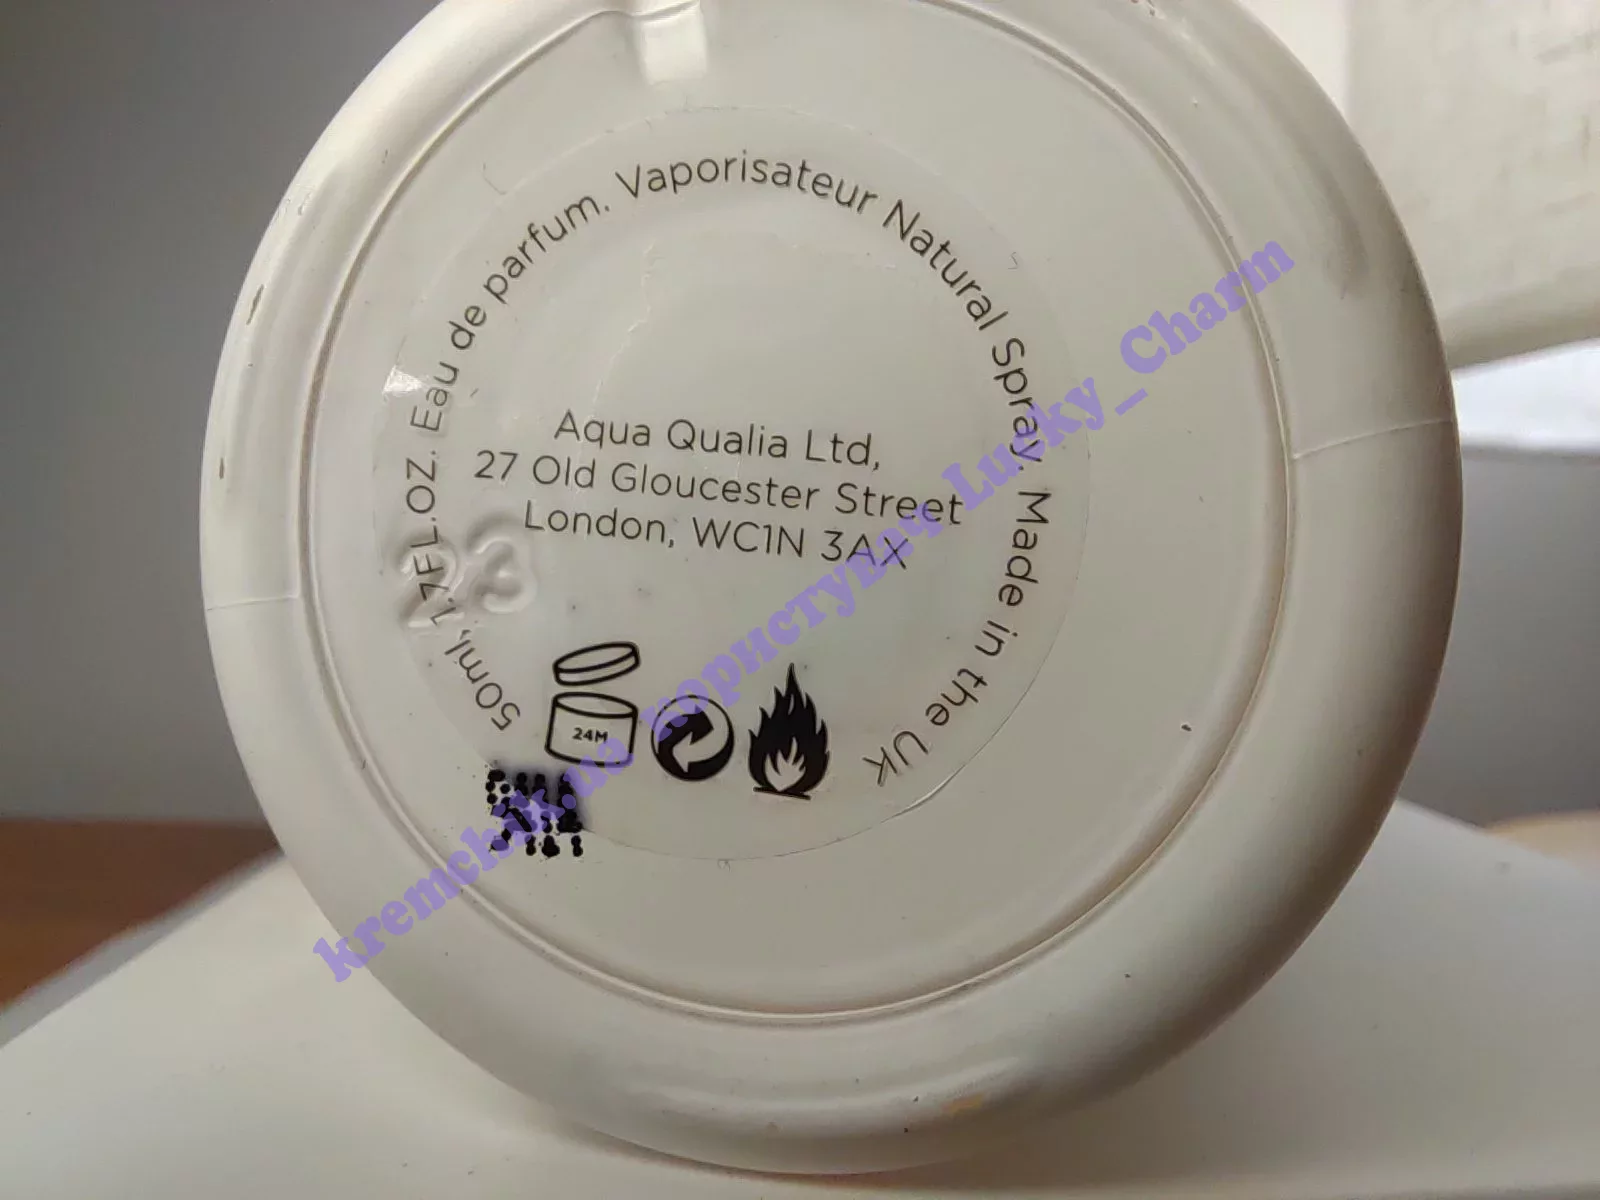 50ml, 1.7FL.OZ. Eau de parfum. Vaporisateur Natural Spray. Made in the UK
Aqua Qualia Ltd,
27 Old Gloucester Street
London, WC1N 3AX
23
24M
kremchik.ua користувач Lucky_Charm